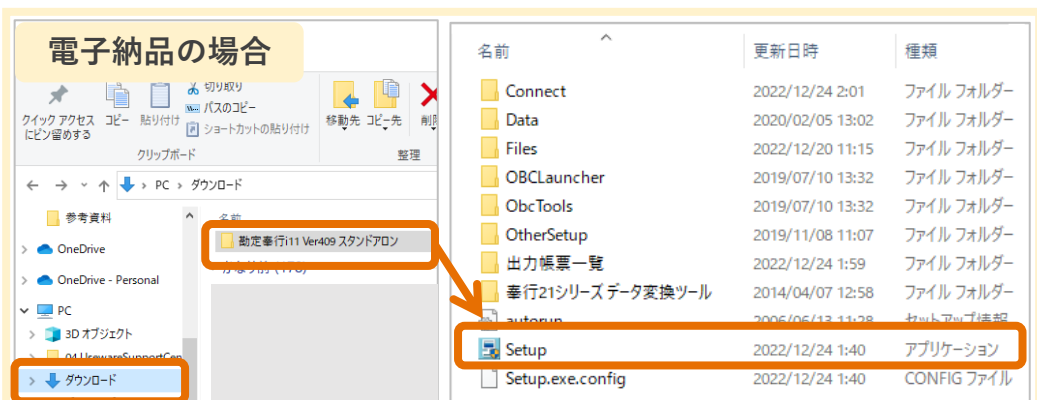 電子納品の場合
クイック アクセス
にピン留めする
コピー
貼り付け
切り取り
パスのコピー
ショートカットの貼り付け
クリップボード
移動先
コピー先
整理
PC › ダウンロード
参考資料
OneDrive
OneDrive - Personal
PC
3D オブジェクト
ダウンロード
名前
勘定奉行i11 Ver409 スタンドアロン
名前 更新日時 種類
Connect 2022/12/24 2:01 ファイル フォルダー
Data 2020/02/05 13:02 ファイル フォルダー
Files 2022/12/20 11:15 ファイル フォルダー
OBCLauncher 2019/07/10 13:32 ファイル フォルダー
ObcTools 2019/07/10 13:32 ファイル フォルダー
OtherSetup 2019/11/08 11:07 ファイル フォルダー
出力帳票一覧 2022/12/24 1:59 ファイル フォルダー
奉行21シリーズ データ変換ツール 2014/04/07 12:58 ファイル フォルダー
autorun 2006/06/13 11:28 セットアップ情報
Setup 2022/12/24 1:40 アプリケーション
Setup.exe.config 2022/12/24 1:40 CONFIG ファイル